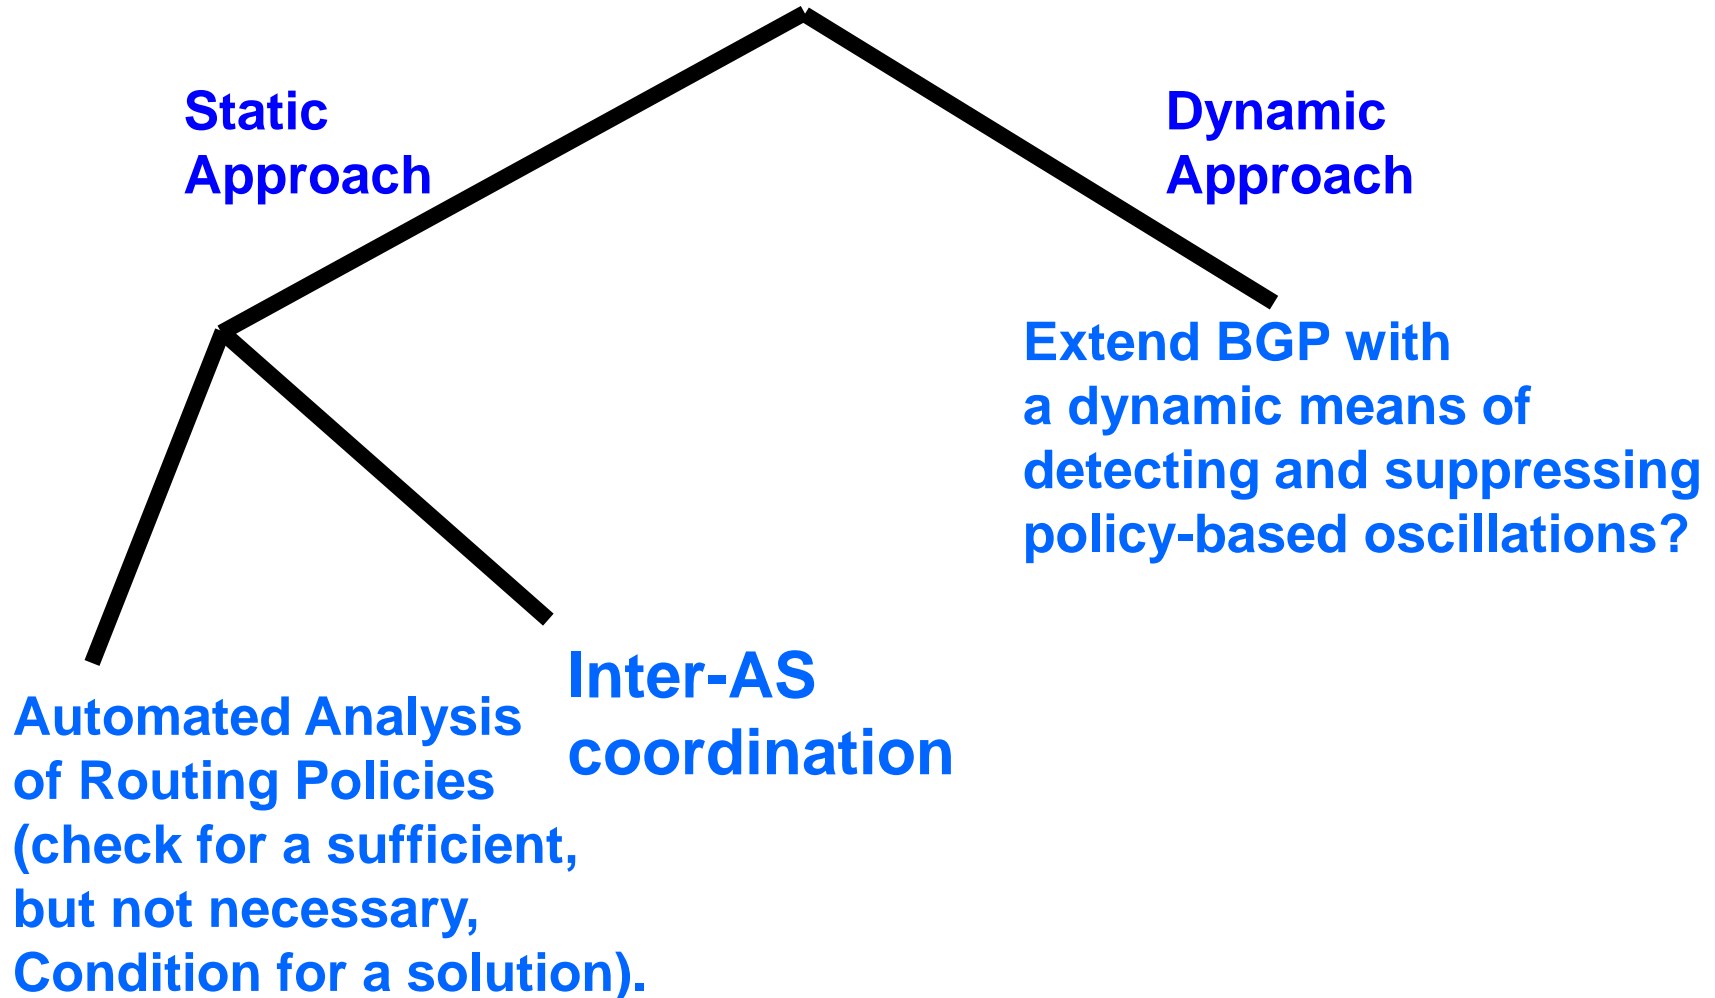 Static
Approach
Dynamic
Approach
Extend BGP with
a dynamic means of
detecting and suppressing
policy-based oscillations?
Inter-AS
coordination
Automated Analysis
of Routing Policies
(check for a sufficient,
but not necessary,
Condition for a solution).